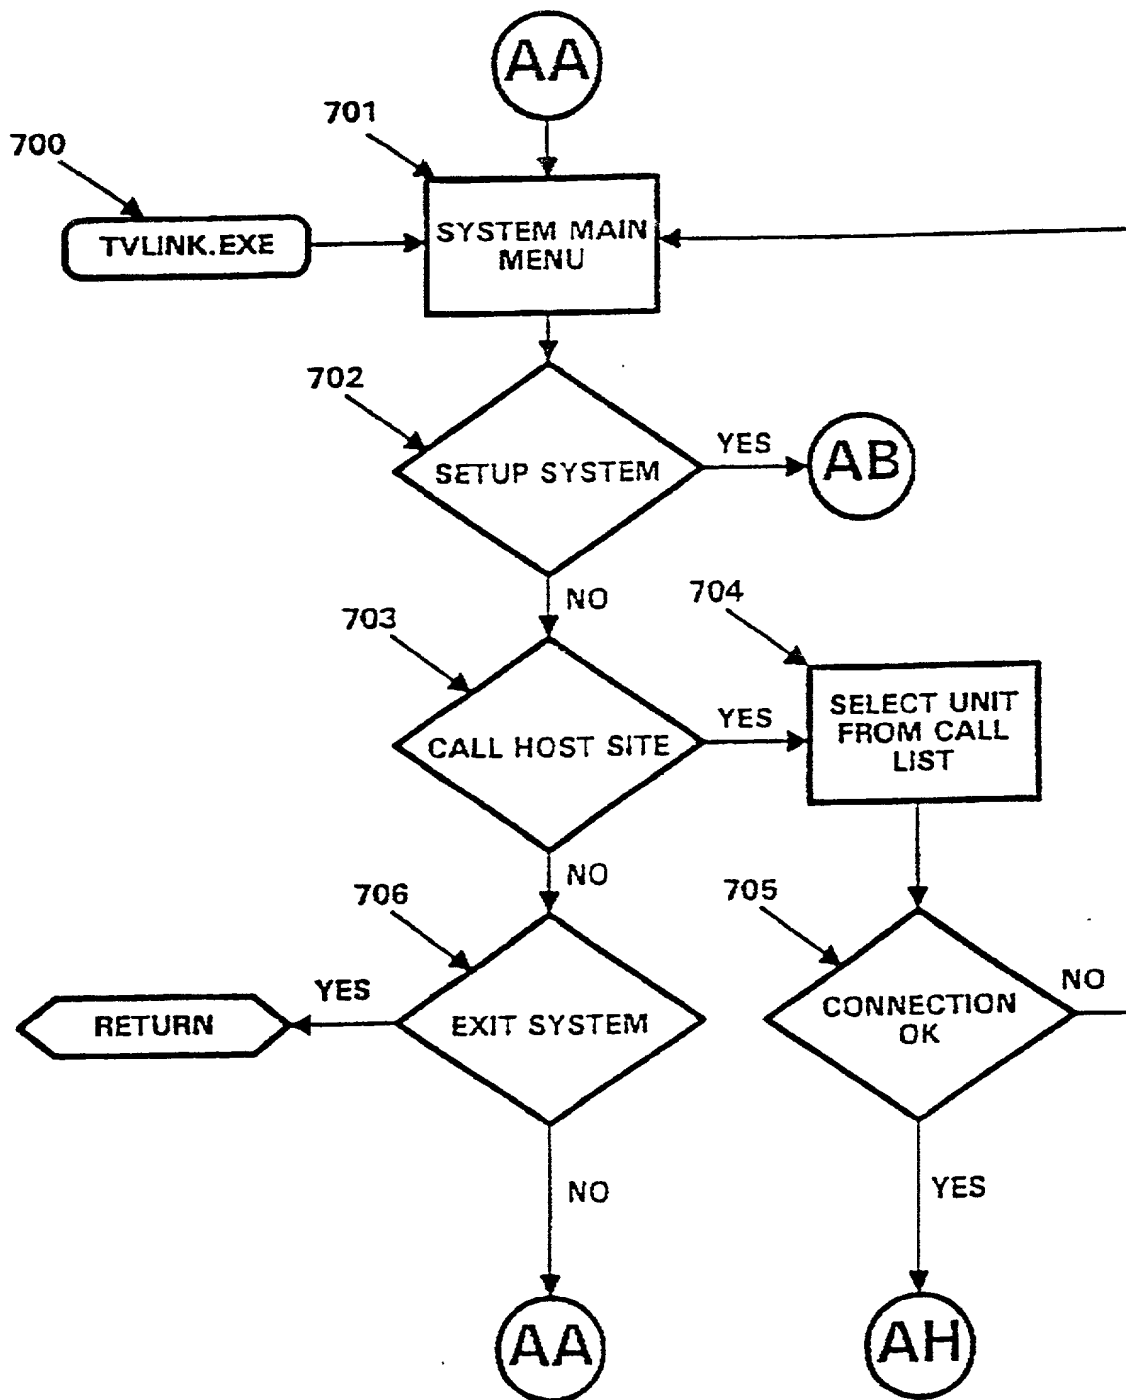 AA
701
700
TVLINK.EXE
SYSTEM MAIN
MENU
702
SETUP SYSTEM
YES
AB
NO
703
704
CALL HOST SITE
YES
SELECT UNIT
FROM CALL
LIST
NO
706
705
YES
RETURN
EXIT SYSTEM
CONNECTION
OK
NO
NO
YES
AA
AH